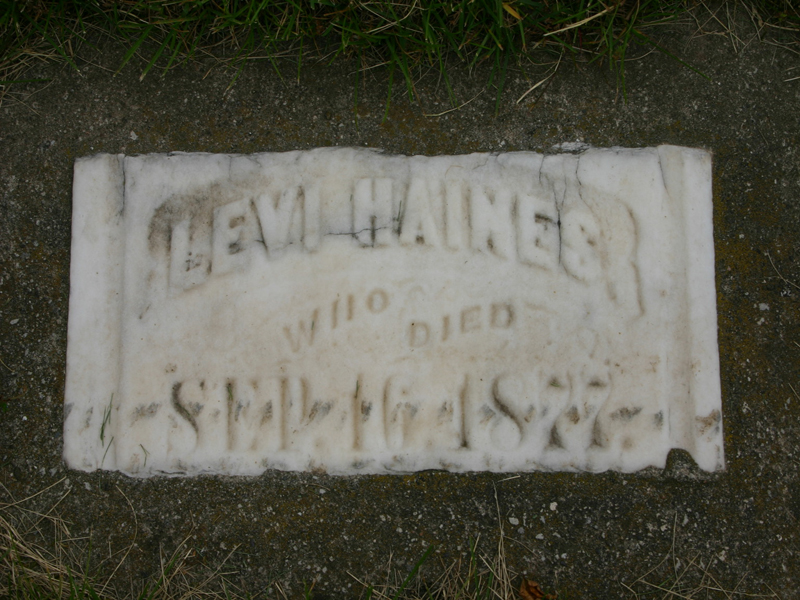 LEVI HAINES
WHO DIED
SEP. 16. 1877.